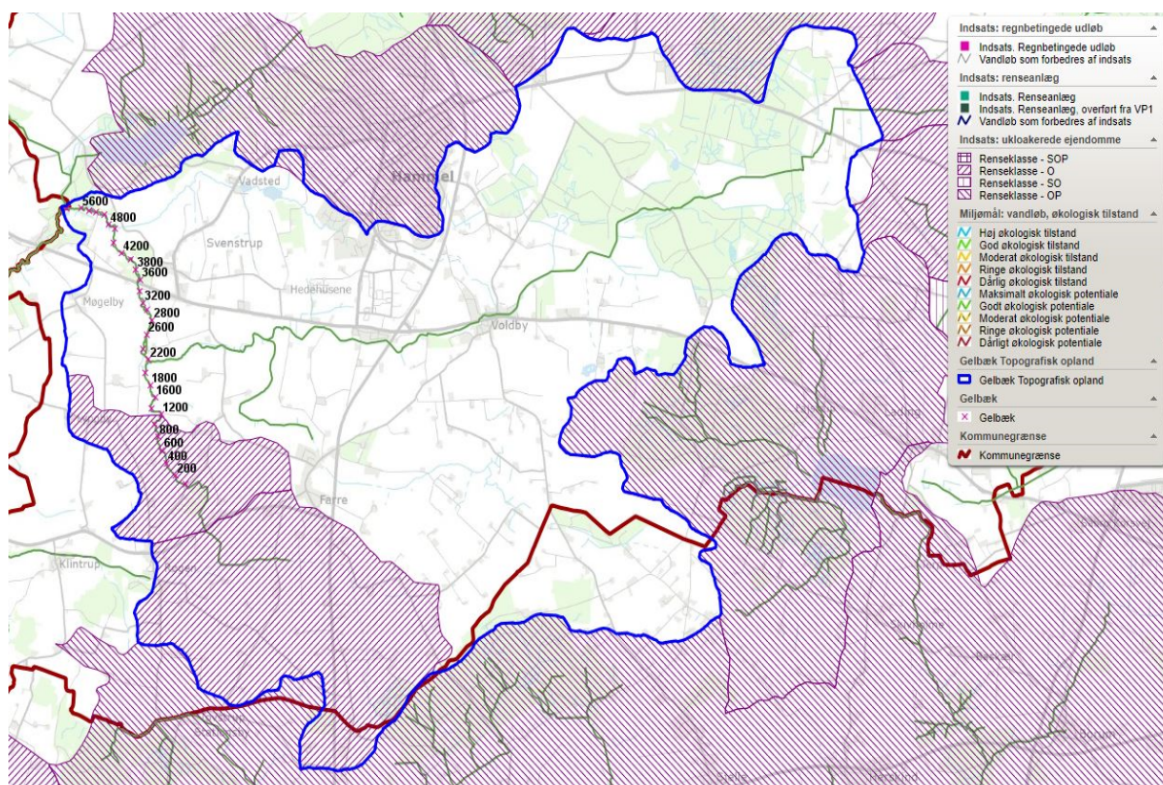 Indsats: regnbetingede udløb
Indsats. Regnbetingede udløb
Vandløb som forbedres af indsats
Indsats: renseanlæg
Indsats. Renseanlæg
Indsats. Renseanlæg, overført fra VP1
Vandløb som forbedres af indsats
Indsats: ukloakerede ejendomme
Renseklasse - SOP
Renseklasse - O
Renseklasse - SO
Renseklasse - OP
Miljømål: vandløb, økologisk tilstand
Høj økologisk tilstand
God økologisk tilstand
Moderat økologisk tilstand
Ringe økologisk tilstand
Dårlig økologisk tilstand
Maksimalt økologisk potentiale
Godt økologisk potentiale
Moderat økologisk potentiale
Ringe økologisk potentiale
Dårligt økologisk potentiale
Gelbæk Topografisk opland
Gelbæk Topografisk opland
Gelbæk
Gelbæk
Kommunegrænse
Kommunegrænse
Hammel
Vadsted
5600
4800
Svenstrup
4200
3800
3600
Hedehusene
Møgelby
3200
2800
Voldby
2600
2200
1800
1600
1200
800
600
400
200
Farre
Klintrup
Stationsby
Borum
Skelle
Herskind